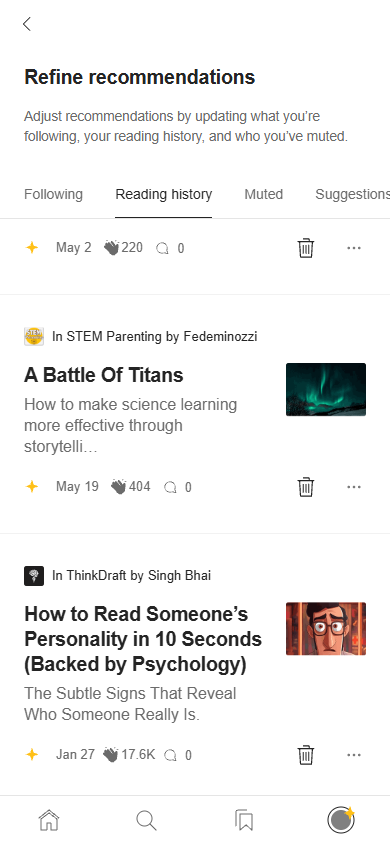 Refine recommendations
Adjust recommendations by updating what you're
following, your reading history, and who you've muted.
Following Reading history Muted Suggestions
May 2 220 0
In STEM Parenting by Fedeminozzi
A Battle Of Titans
How to make science learning
more effective through
storytelli…
May 19 404 0
In ThinkDraft by Singh Bhai
How to Read Someone's
Personality in 10 Seconds
(Backed by Psychology)
The Subtle Signs That Reveal
Who Someone Really Is.
Jan 27 17.6K 0